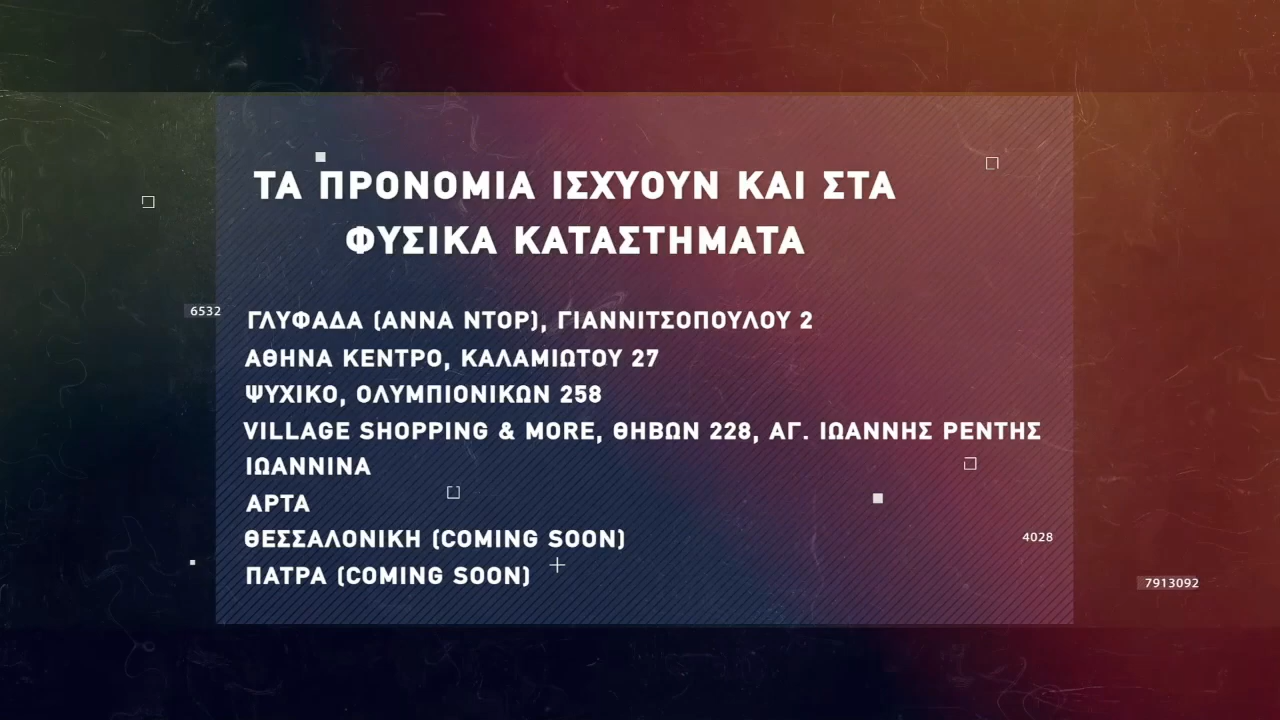 ΤΑ ΠΡΟΝΟΜΙΑ ΙΣΧΥΟΥΝ ΚΑΙ ΣΤΑ
ΦΥΣΙΚΑ ΚΑΤΑΣΤΗΜΑΤΑ
6532
ΓΛΥΦΑΔΑ (ΑΝΝΑ ΝΤΟΡ), ΓΙΑΝΝΙΤΣΟΠΟΥΛΟΥ 2
ΑΘΗΝΑ ΚΕΝΤΡΟ, ΚΑΛΑΜΙΩΤΟΥ 27
ΨΥΧΙΚΟ, ΟΛΥΜΠΙΟΝΙΚΩΝ 258
VILLAGE SHOPPING & MORE, ΘΗΒΩΝ 228, ΑΓ. ΙΩΑΝΝΗΣ ΡΕΝΤΗΣ
ΙΩΑΝΝΙΝΑ
ΑΡΤΑ
ΘΕΣΣΑΛΟΝΙΚΗ (COMING SOON)
4028
ΠΑΤΡΑ (COMING SOON)
7913092